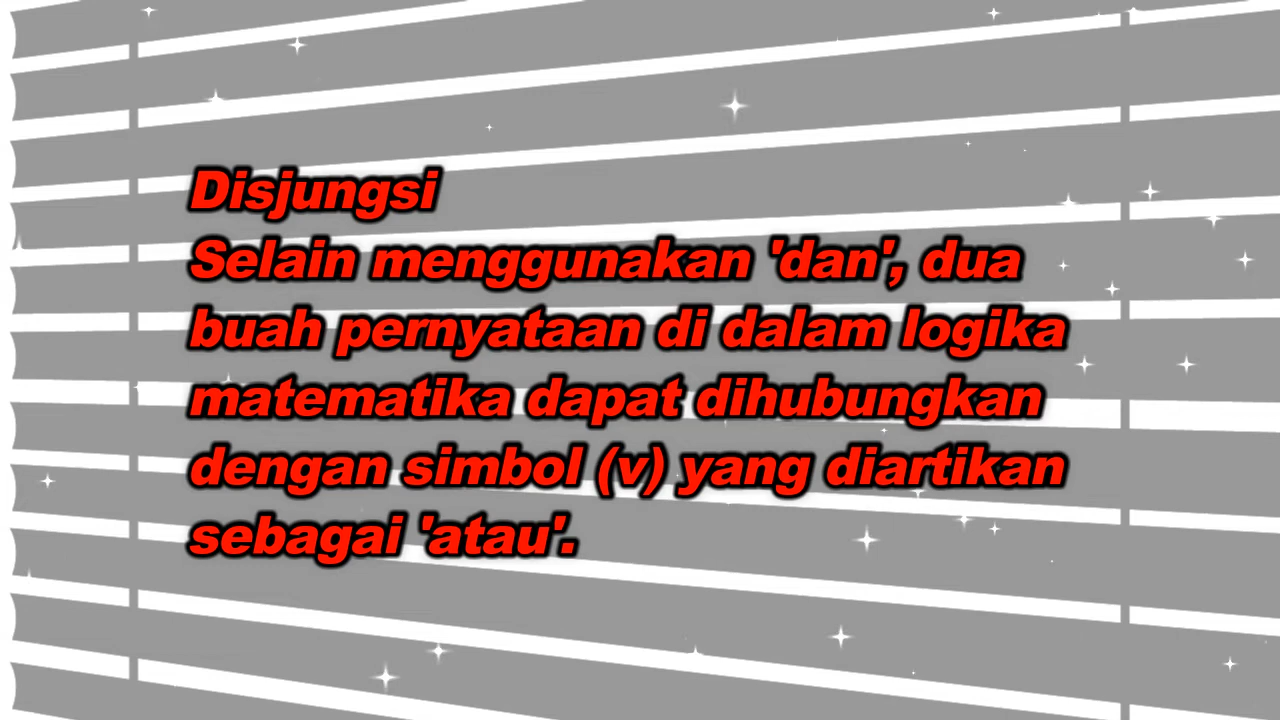 Disjungsi
Selain menggunakan 'dan', dua
buah pernyataan di dalam logika
matematika dapat dihubungkan
dengan simbol (v) yang diartikan
sebagai 'atau'.